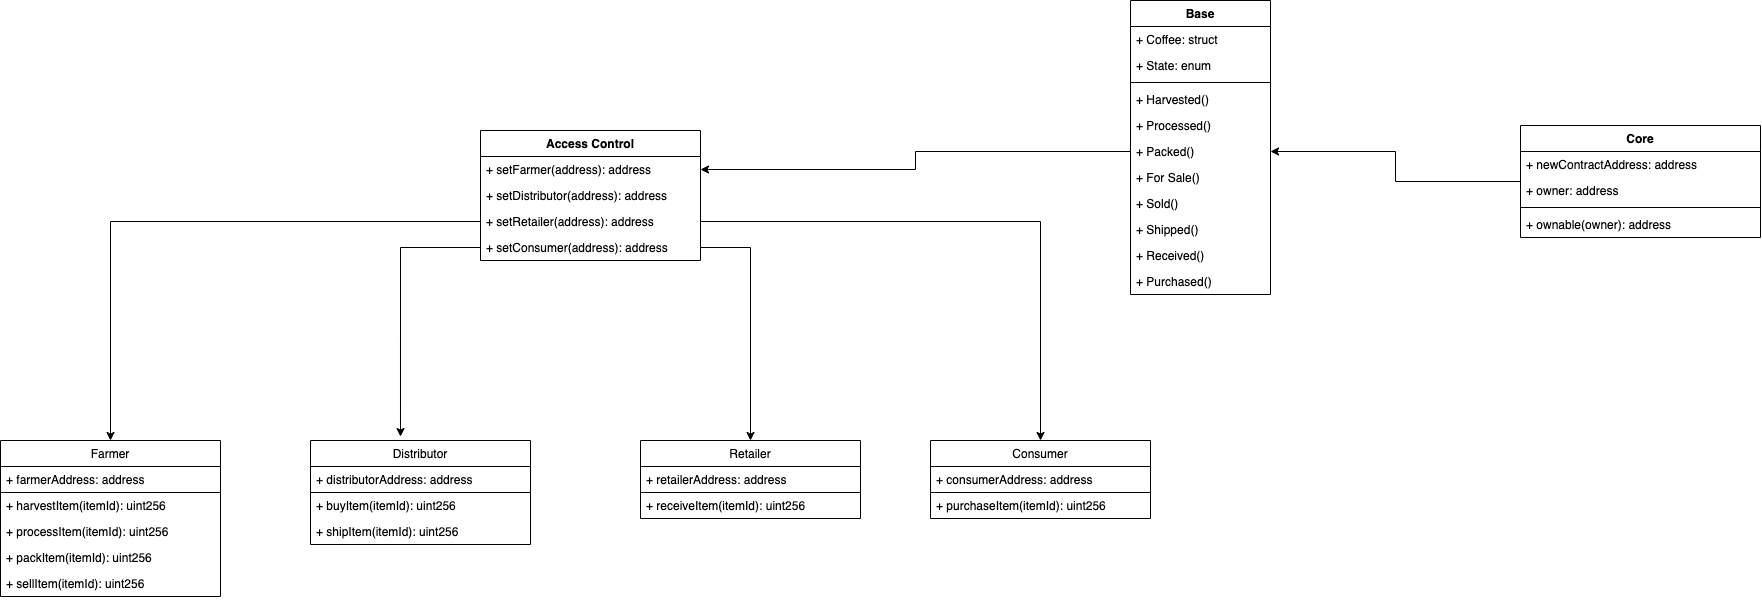 Base
+ Coffee: struct
+ State: enum
+ Harvested()
+ Processed()
+ Packed()
+ For Sale()
+ Sold()
+ Shipped()
+ Received()
+ Purchased()
Core
+ newContractAddress: address
+ owner: address
+ ownable(owner): address
Access Control
+ setFarmer(address): address
+ setDistributor(address): address
+ setRetailer(address): address
+ setConsumer(address): address
Farmer
+ farmerAddress: address
+ harvestItem(itemId): uint256
+ processItem(itemId): uint256
+ packItem(itemId): uint256
+ sellItem(itemId): uint256
Distributor
+ distributorAddress: address
+ buyItem(itemId): uint256
+ shipItem(itemId): uint256
Retailer
+ retailerAddress: address
+ receiveItem(itemId): uint256
Consumer
+ consumerAddress: address
+ purchaseItem(itemId): uint256